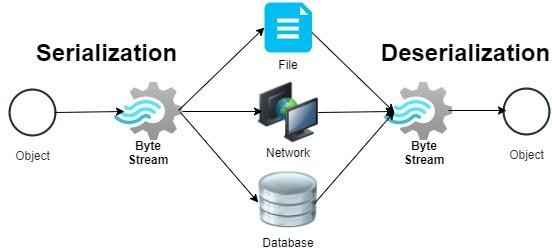 Serialization
Deserialization
File
Object
Byte
Stream
Network
Byte
Stream
Object
Database